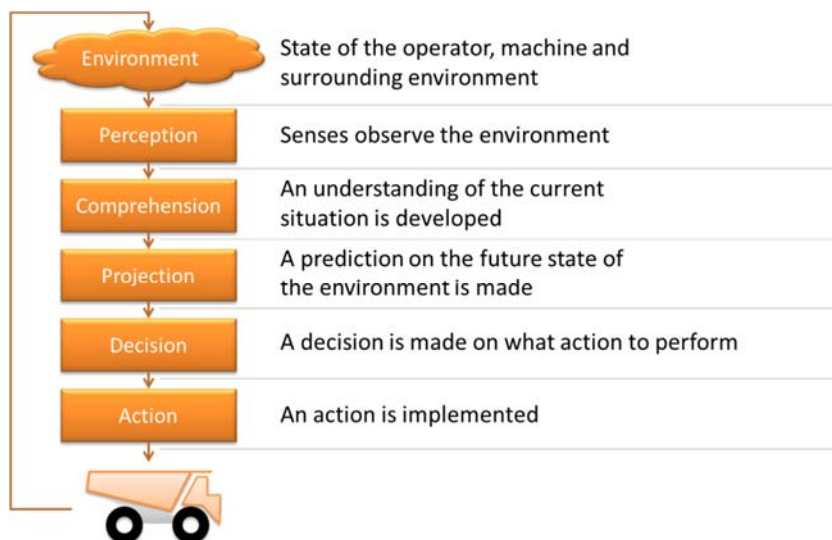 Environment
State of the operator, machine and
surrounding environment
Perception
Senses observe the environment
Comprehension
An understanding of the current
situation is developed
Projection
A prediction on the future state of
the environment is made
Decision
A decision is made on what action to perform
Action
An action is implemented